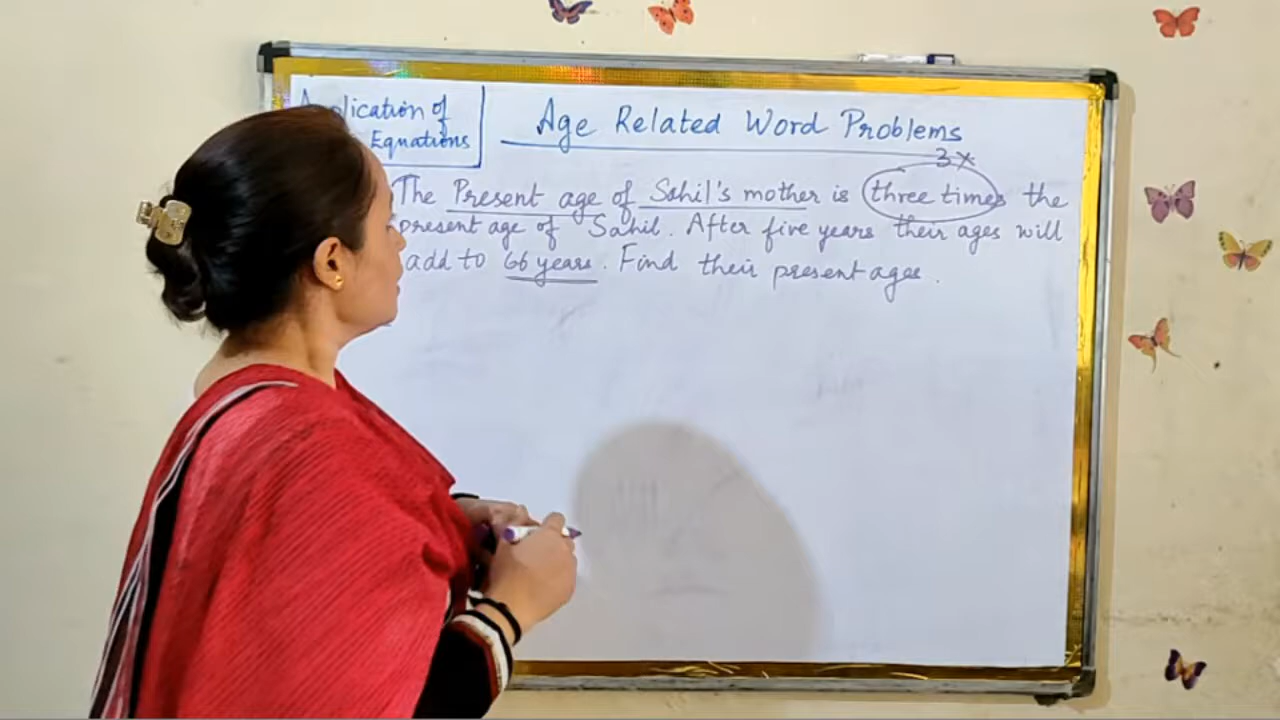 Application of
Equations
Age Related Word Problems
3x
The Present age of Sahil's mother is three times the
present age of Sahil. After five years their ages will
add to 66 years. Find their present ages.